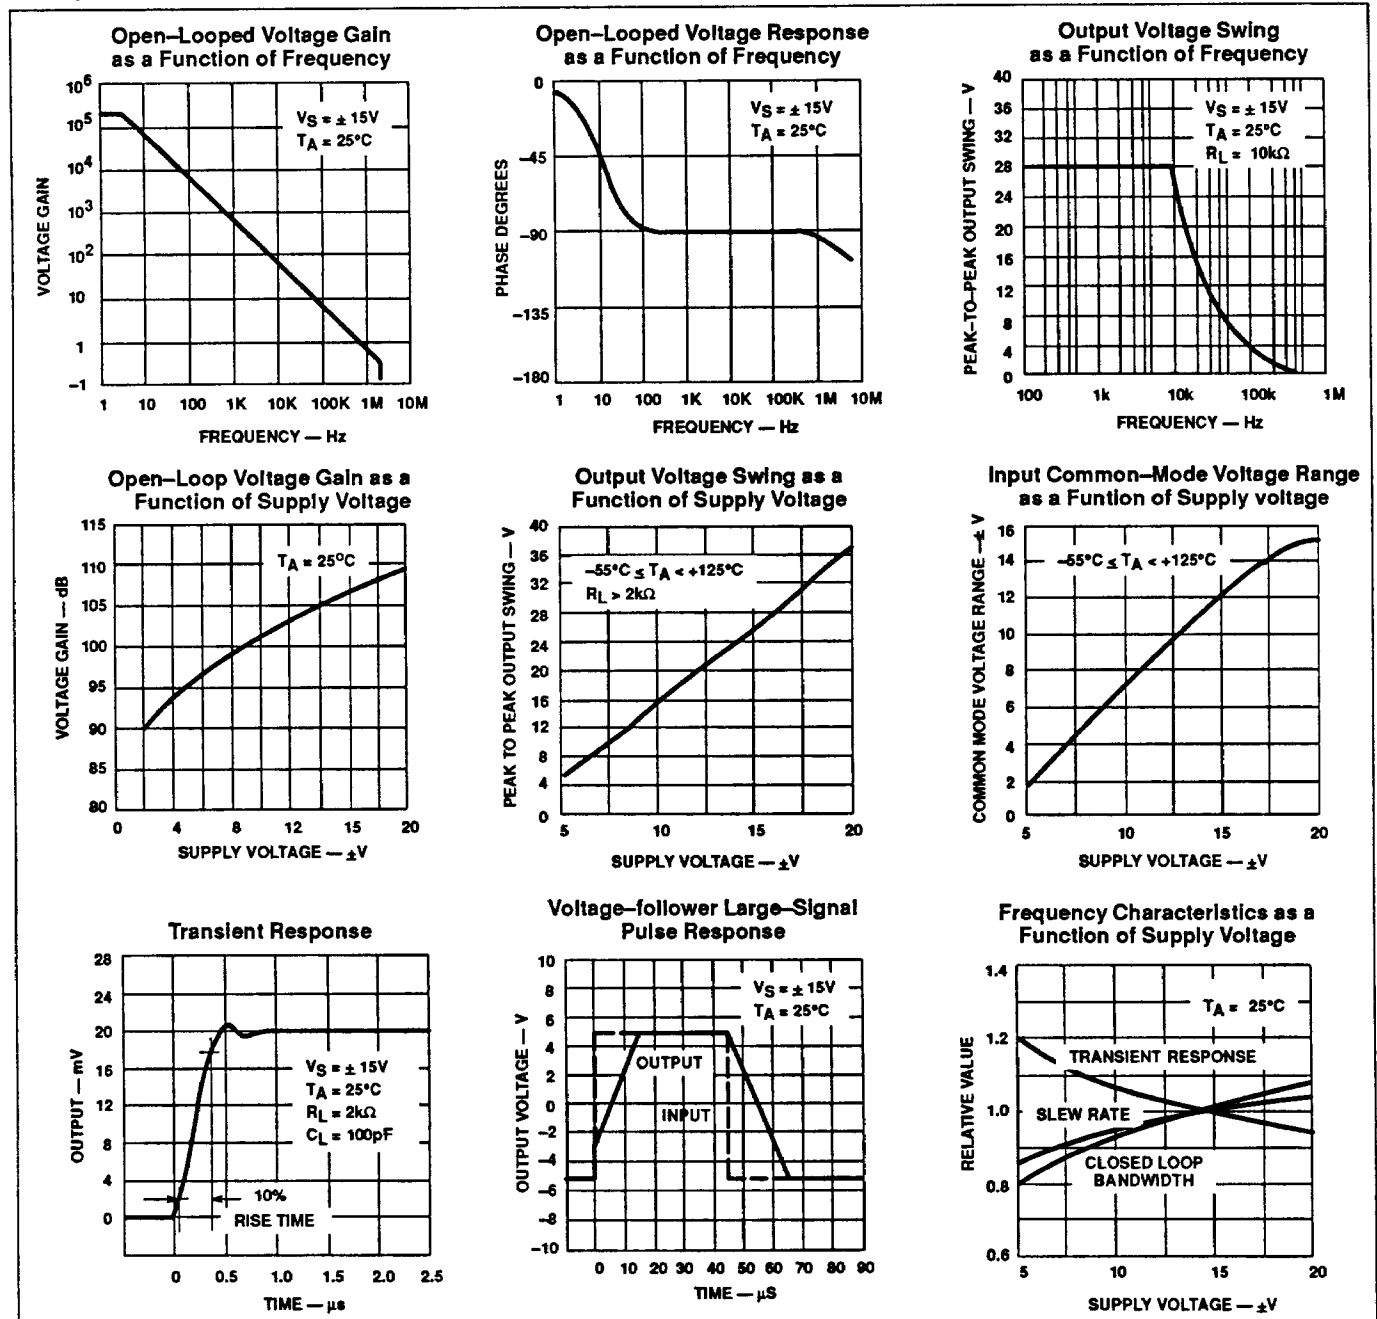 Open–Looped Voltage Gain
as a Function of Frequency
VOLTAGE GAIN
10⁶
10⁵
10⁴
10³
10²
10
1
–1
VS = ± 15V
TA = 25°C
1 10 100 1K 10K 100K 1M 10M
FREQUENCY — Hz
Open–Looped Voltage Response
as a Function of Frequency
PHASE DEGREES
0
–45
–90
–135
–180
VS = ± 15V
TA = 25°C
1 10 100 1K 10K 100K 1M 10M
FREQUENCY — Hz
Output Voltage Swing
as a Function of Frequency
PEAK–TO–PEAK OUTPUT SWING — V
40
36
32
28
24
20
16
12
8
4
0
VS = ± 15V
TA = 25°C
RL = 10kΩ
100 1k 10k 100k 1M
FREQUENCY — Hz
Open–Loop Voltage Gain as a
Function of Supply Voltage
VOLTAGE GAIN — dB
115
110
105
100
95
90
85
80
TA = 25°C
0 4 8 12 15 20
SUPPLY VOLTAGE — ±V
Output Voltage Swing as a
Function of Supply Voltage
PEAK TO PEAK OUTPUT SWING — V
40
36
32
28
24
20
16
12
8
4
0
–55°C ≤ TA < +125°C
RL > 2kΩ
5 10 15 20
SUPPLY VOLTAGE — ±V
Input Common–Mode Voltage Range
as a Funtion of Supply voltage
COMMON MODE VOLTAGE RANGE — ± V
16
14
12
10
8
6
4
2
0
–55°C ≤ TA < +125°C
5 10 15 20
SUPPLY VOLTAGE — ±V
Transient Response
OUTPUT — mV
28
24
20
16
12
8
4
0
VS = ± 15V
TA = 25°C
RL = 2kΩ
CL = 100pF
10%
RISE TIME
0 0.5 1.0 1.5 2.0 2.5
TIME — µs
Voltage–follower Large–Signal
Pulse Response
OUTPUT VOLTAGE — V
10
8
6
4
2
0
–2
–4
–6
–8
–10
VS = ± 15V
TA = 25°C
OUTPUT
INPUT
0 10 20 30 40 50 60 70 80 90
TIME — µS
Frequency Characteristics as a
Function of Supply Voltage
RELATIVE VALUE
1.4
1.2
1.0
0.8
0.6
TA = 25°C
TRANSIENT RESPONSE
SLEW RATE
CLOSED LOOP
BANDWIDTH
5 10 15 20
SUPPLY VOLTAGE — ±V